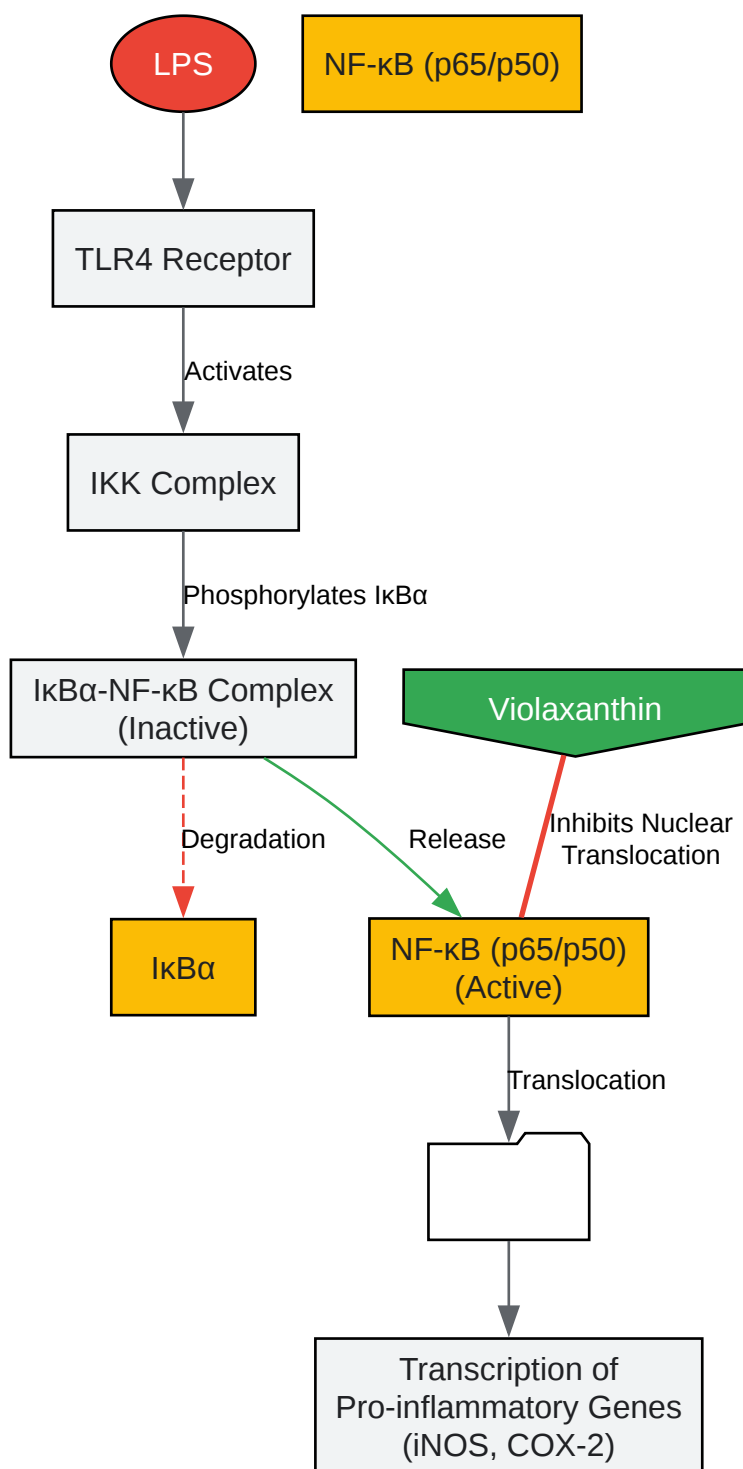 LPS
NF-κB (p65/p50)
TLR4 Receptor
Activates
IKK Complex
Phosphorylates IκBα
IκBα-NF-κB Complex
(Inactive)
Violaxanthin
Degradation
Release
Inhibits Nuclear
Translocation
IκBα
NF-κB (p65/p50)
(Active)
Translocation
Transcription of
Pro-inflammatory Genes
(iNOS, COX-2)